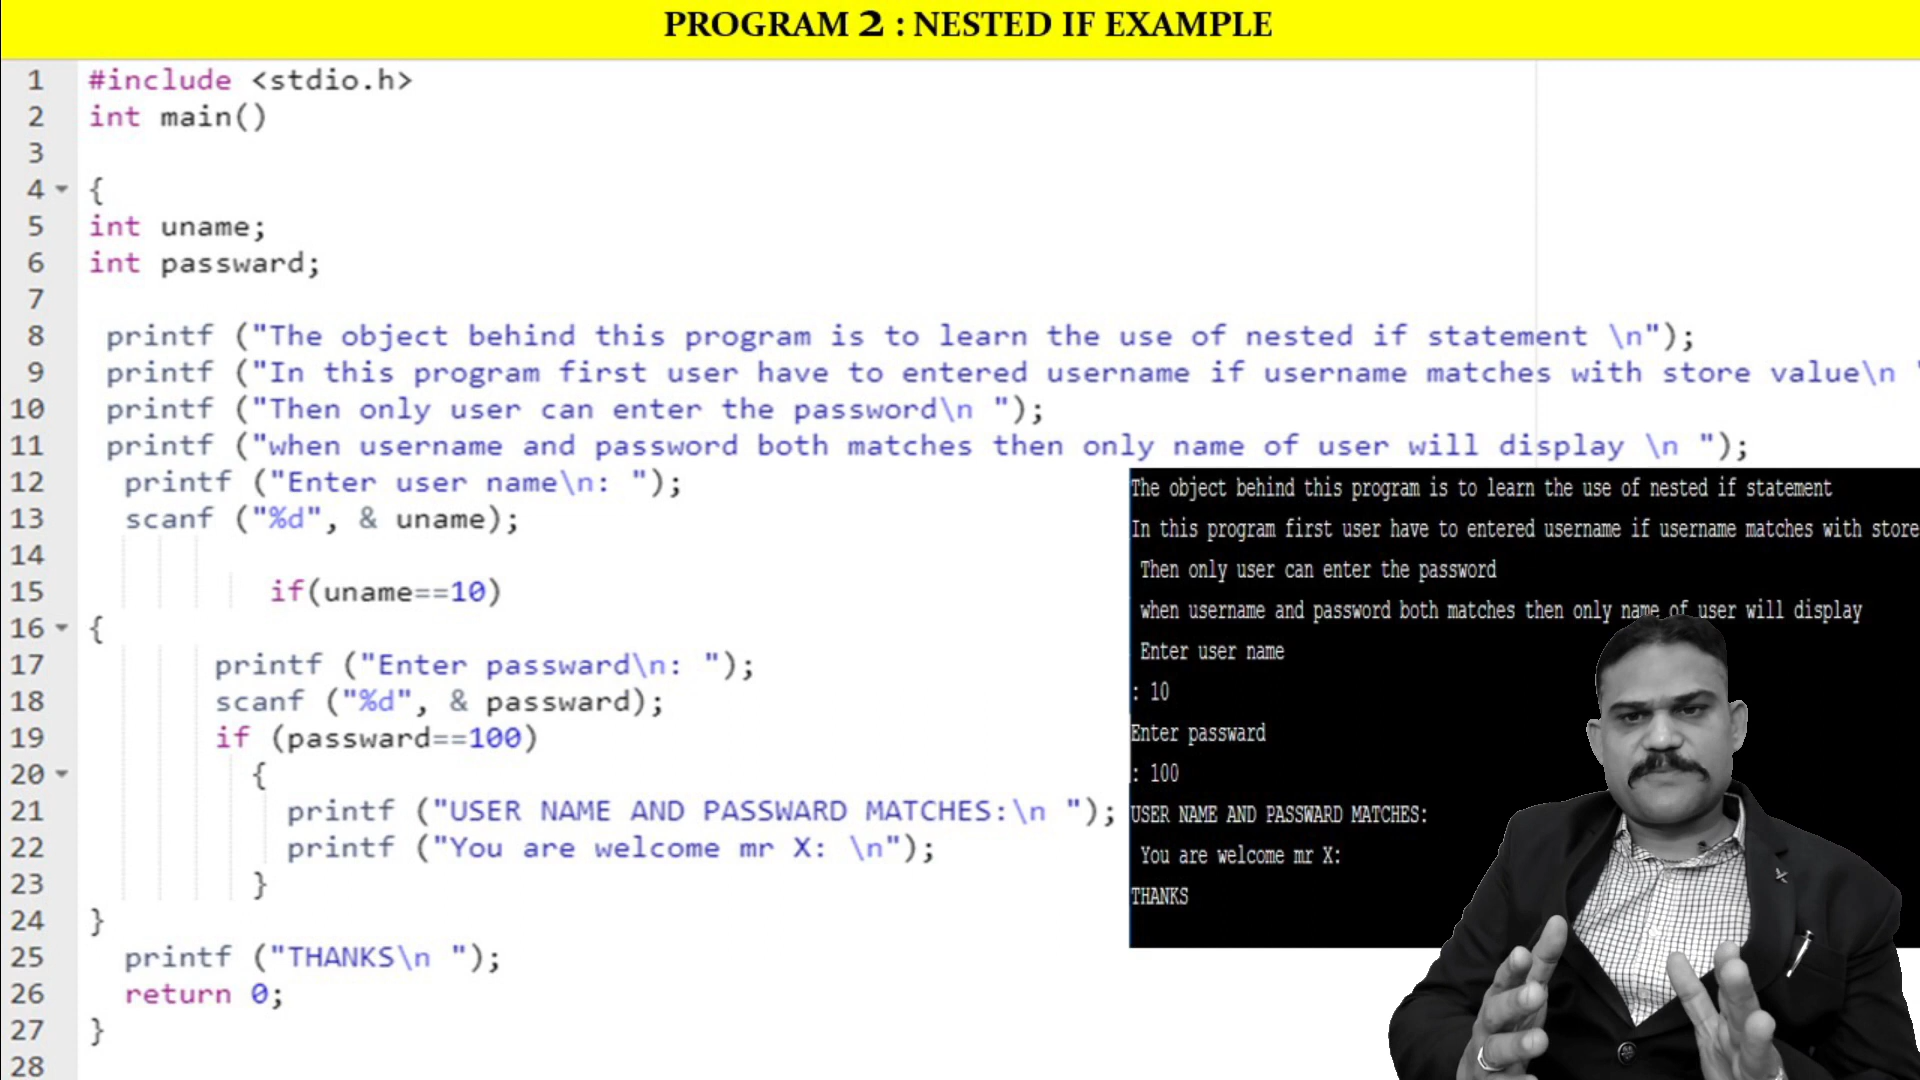 PROGRAM 2 : NESTED IF EXAMPLE
1 #include <stdio.h>
2 int main()
3
4 {
5 int uname;
6 int passward;
7
8 printf ("The object behind this program is to learn the use of nested if statement \n");
9 printf ("In this program first user have to entered username if username matches with store value\n "
10 printf ("Then only user can enter the password\n ");
11 printf ("when username and password both matches then only name of user will display \n ");
12 printf ("Enter user name\n: ");
13 scanf ("%d", & uname);
14
15 if(uname==10)
16 {
17 printf ("Enter passward\n: ");
18 scanf ("%d", & passward);
19 if (passward==100)
20 {
21 printf ("USER NAME AND PASSWARD MATCHES:\n ");
22 printf ("You are welcome mr X: \n");
23 }
24 }
25 printf ("THANKS\n ");
26 return 0;
27 }
28
The object behind this program is to learn the use of nested if statement
In this program first user have to entered username if username matches with store
Then only user can enter the password
when username and password both matches then only name of user will display
Enter user name
: 10
Enter passward
: 100
USER NAME AND PASSWARD MATCHES:
You are welcome mr X:
THANKS